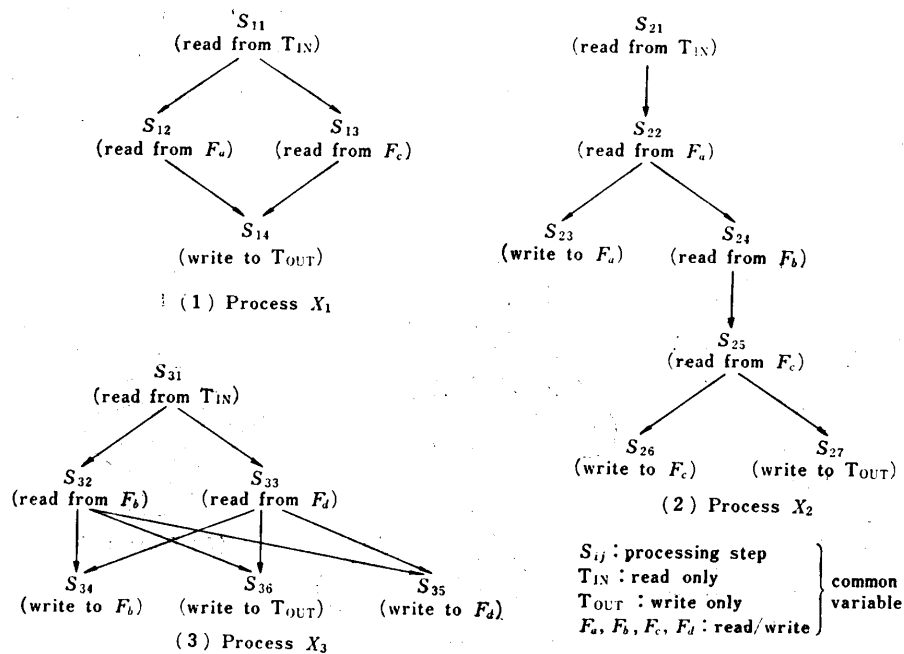 S11
(read from TIN)
S12
(read from Fa)
S13
(read from Fc)
S14
(write to TOUT)
(1) Process X1
S21
(read from TIN)
S22
(read from Fa)
S23
(write to Fa)
S24
(read from Fb)
S25
(read from Fc)
S26
(write to Fc)
S27
(write to TOUT)
(2) Process X2
S31
(read from TIN)
S32
(read from Fb)
S33
(read from Fd)
S34
(write to Fb)
S36
(write to TOUT)
S35
(write to Fd)
(3) Process X3
Sij : processing step
TIN : read only
TOUT : write only
Fa, Fb, Fc, Fd : read/write
common
variable